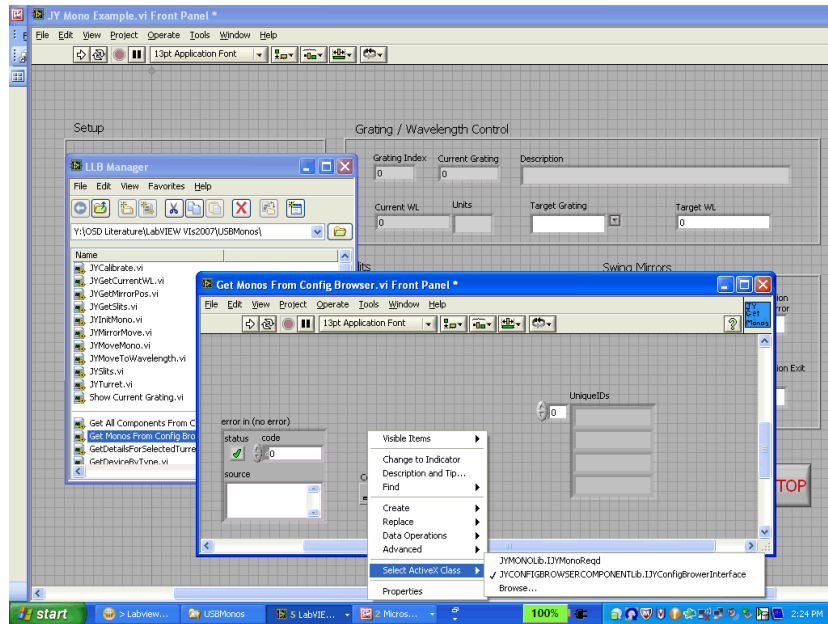 JY Mono Example.vi Front Panel *
File Edit View Project Operate Tools Window Help
13pt Application Font
Setup
Grating / Wavelength Control
Grating Index Current Grating Description
0 0
Current WL Units Target Grating Target WL
0 0
LLB Manager
File Edit View Favorites Help
Y:\OSD Literature\LabVIEW VIs2007\USBMonos\
Name
JYCalibrate.vi
JYGetCurrentWL.vi
JYGetMirrorPos.vi
JYGetSlits.vi
JYInitMono.vi
JYMirrorMove.vi
JYMoveMono.vi
JYMoveToWavelength.vi
JYSlits.vi
JYTurret.vi
Show Current Grating.vi
Get All Components From C
Get Monos From Config Bro
GetDetailsForSelectedTurre
GetDeviceByType.vi
lits
Swing Mirrors
Get Monos From Config Browser.vi Front Panel *
File Edit View Project Operate Tools Window Help
13pt Application Font
JY
Get
Mono's
ion
ror
ion Exit
UniqueIDs
0
error in (no error)
status code
0
source
Visible Items
Change to Indicator
Description and Tip...
Find
Create
Replace
Data Operations
Advanced
Select ActiveX Class
Properties
JYMONOLib.IJYMonoReqd
JYCONFIGBROWSERCOMPONENTLib.IJYConfigBrowerInterface
Browse...
TOP
start > Labview... USBMonos 5 LabVIE... 2 Micros... 100% 2:24 PM